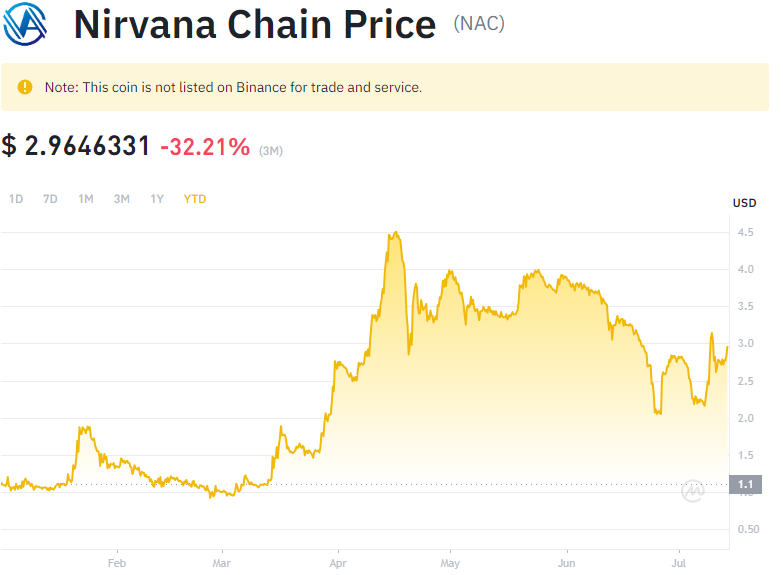 Nirvana Chain Price (NAC)
Note: This coin is not listed on Binance for trade and service.
$ 2.9646331 -32.21% (3M)
1D 7D 1M 3M 1Y YTD
USD
4.5
4.0
3.5
3.0
2.5
2.0
1.5
1.1
0.50
Feb Mar Apr May Jun Jul